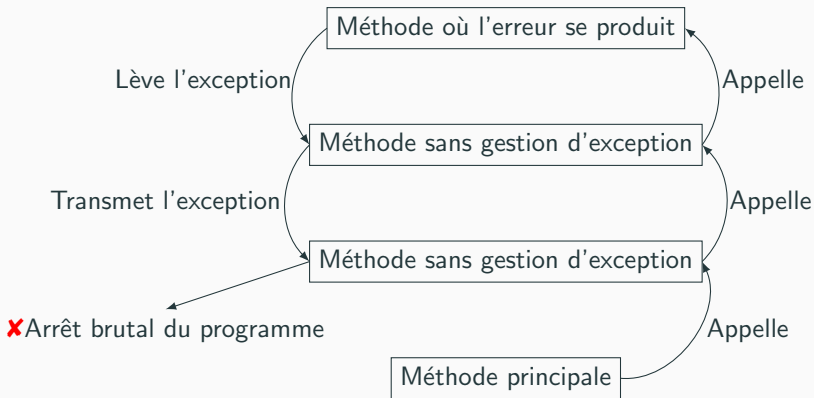 Méthode où l'erreur se produit
Lève l'exception
Appelle
Méthode sans gestion d'exception
Transmet l'exception
Appelle
Méthode sans gestion d'exception
✘Arrêt brutal du programme
Appelle
Méthode principale